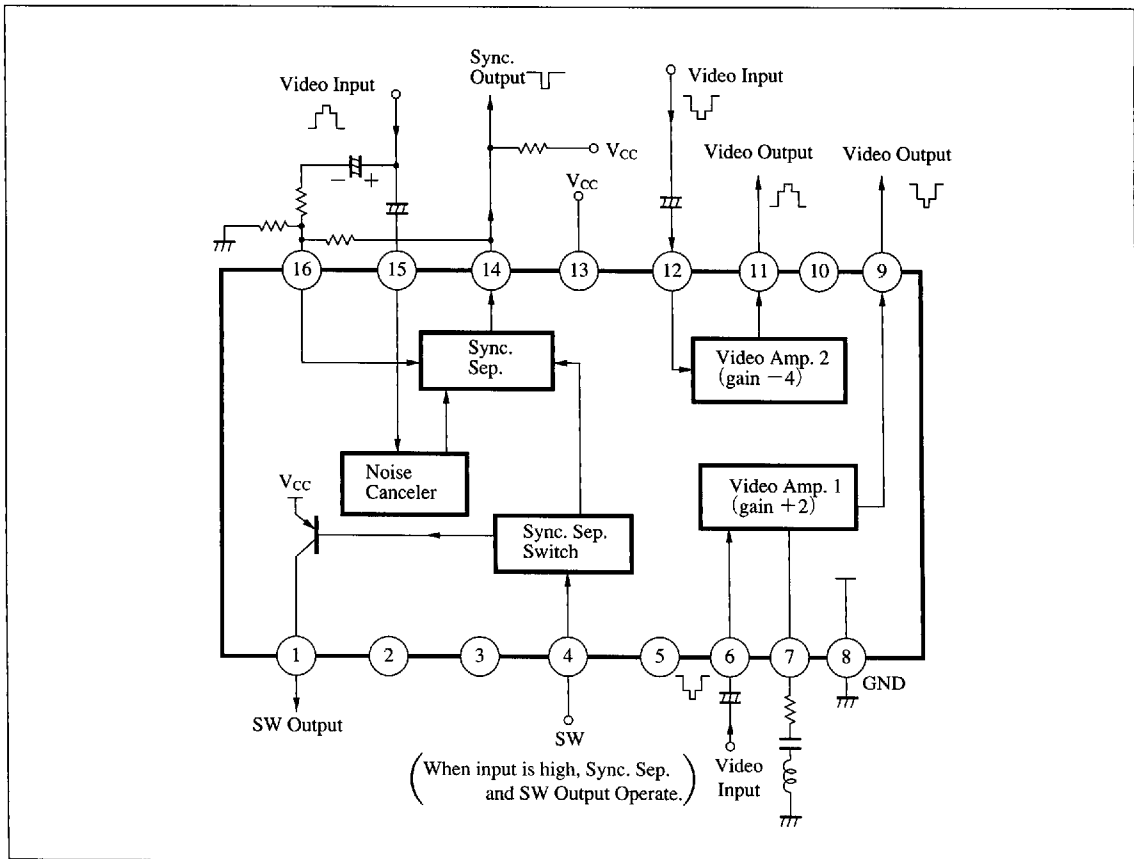 Sync.
Output
Video Input
Video Input
VCC
VCC
Video Output
Video Output
− +
16
15
14
13
12
11
10
9
Sync.
Sep.
Video Amp. 2
(gain −4)
Noise
Canceler
Video Amp. 1
(gain +2)
VCC
Sync. Sep.
Switch
1
2
3
4
5
6
7
8
GND
SW Output
SW
Video
Input
(When input is high, Sync. Sep.
and SW Output Operate.)